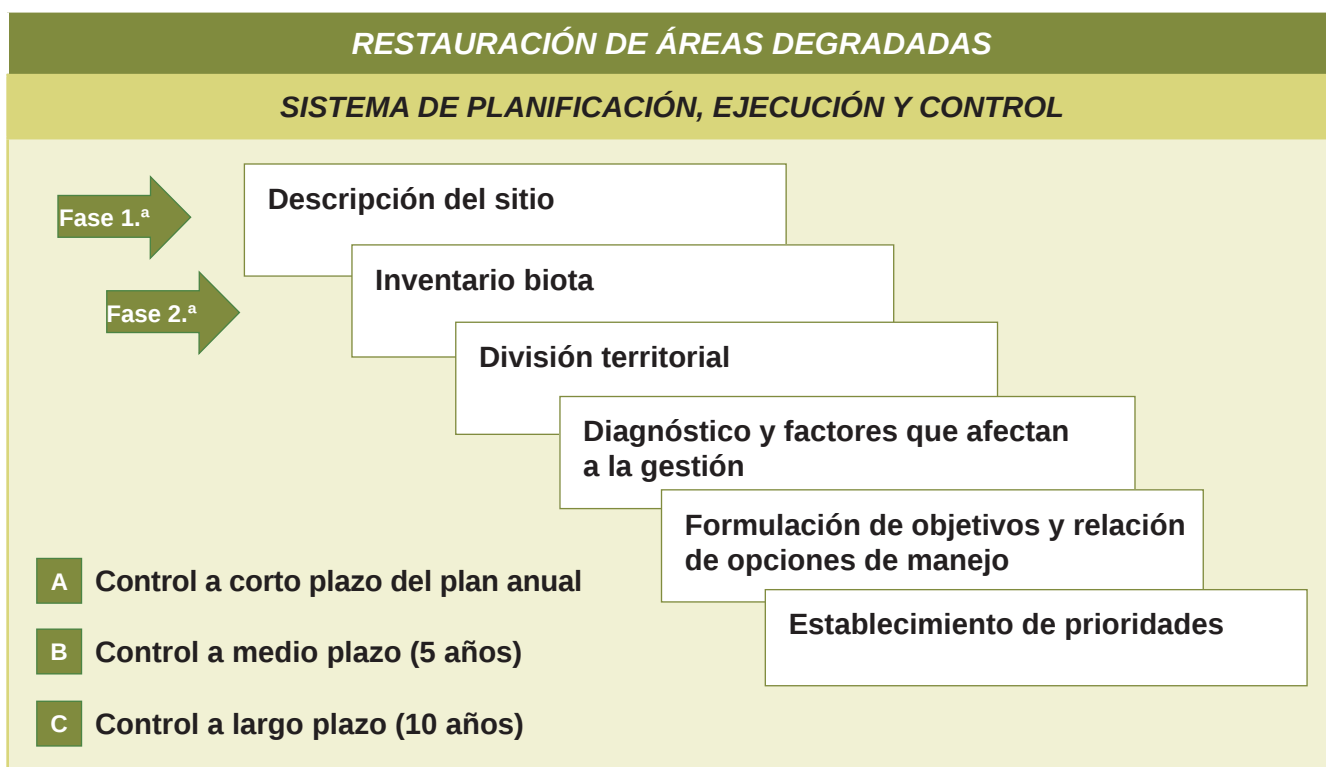 RESTAURACIÓN DE ÁREAS DEGRADADAS
SISTEMA DE PLANIFICACIÓN, EJECUCIÓN Y CONTROL
Fase 1.ª
Descripción del sitio
Fase 2.ª
Inventario biota
División territorial
Diagnóstico y factores que afectan
a la gestión
Formulación de objetivos y relación
de opciones de manejo
Establecimiento de prioridades
A Control a corto plazo del plan anual
B Control a medio plazo (5 años)
C Control a largo plazo (10 años)